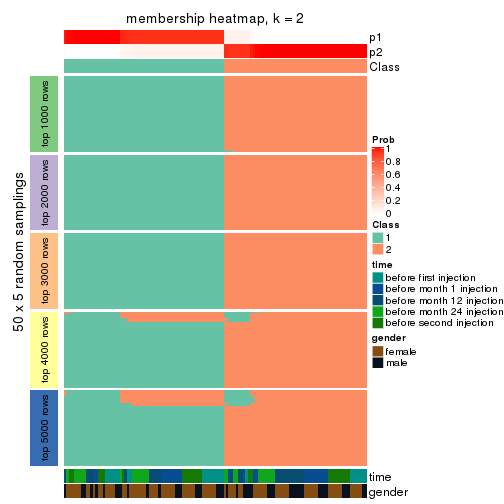 membership heatmap, k = 2
p1
p2
Class
50 x 5 random samplings
top 1000 rows
top 2000 rows
top 3000 rows
top 4000 rows
top 5000 rows
time
gender
Prob
1
0.8
0.6
0.4
0.2
0
Class
1
2
time
before first injection
before month 1 injection
before month 12 injection
before month 24 injection
before second injection
gender
female
male